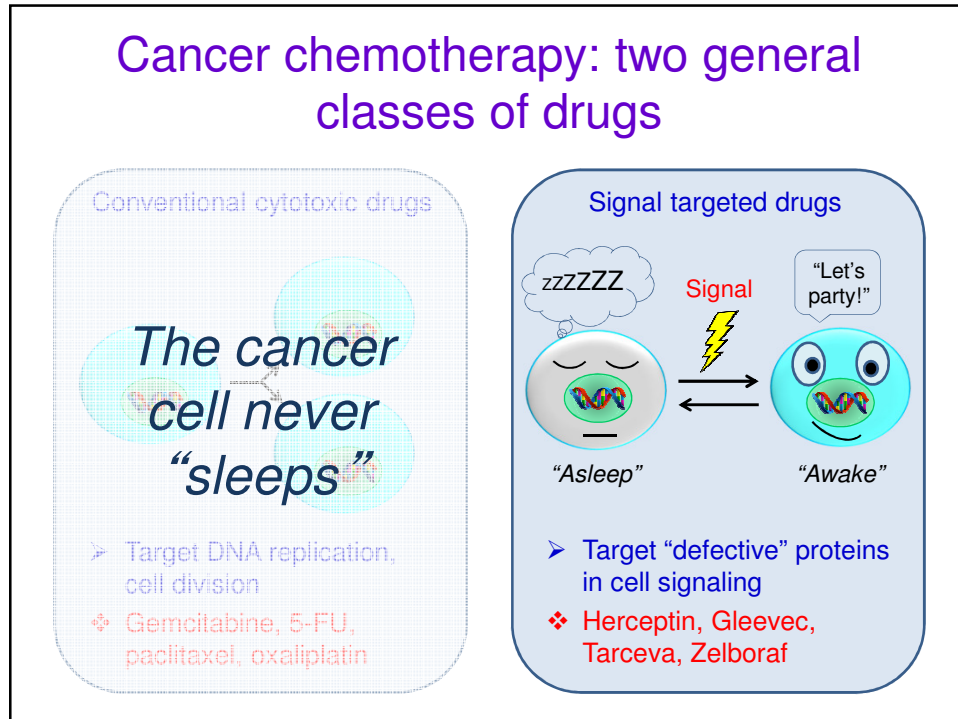 Cancer chemotherapy: two general
classes of drugs
Conventional cytotoxic drugs
The cancer
cell never
“sleeps”
➢ Target DNA replication,
cell division
❖ Gemcitabine, 5-FU,
paclitaxel, oxaliplatin
Signal targeted drugs
zzZZZZ
Signal
“Let’s
party!”
“Asleep”
“Awake”
➢ Target “defective” proteins
in cell signaling
❖ Herceptin, Gleevec,
Tarceva, Zelboraf